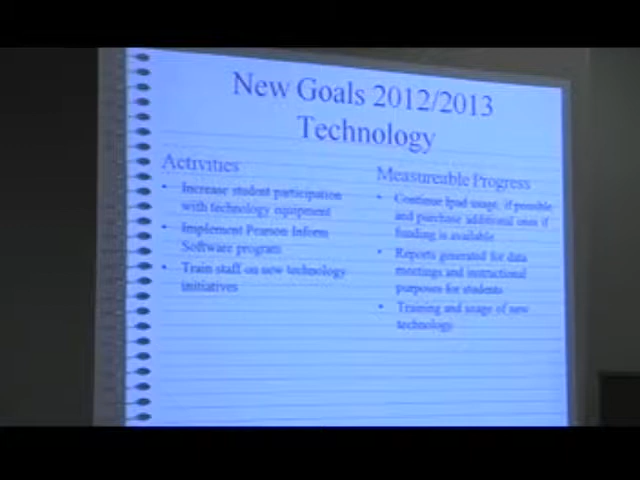 New Goals 2012/2013
Technology
Activities
• Increase student participation
with technology equipment
• Implement Pearson Inform
Software program
• Train staff on new technology
initiatives
Measureable Progress
• Continue Ipad usage, if possible
and purchase additional ones if
funding is available
• Reports generated for data
meetings and instructional
purposes for students
• Training and usage of new
technology